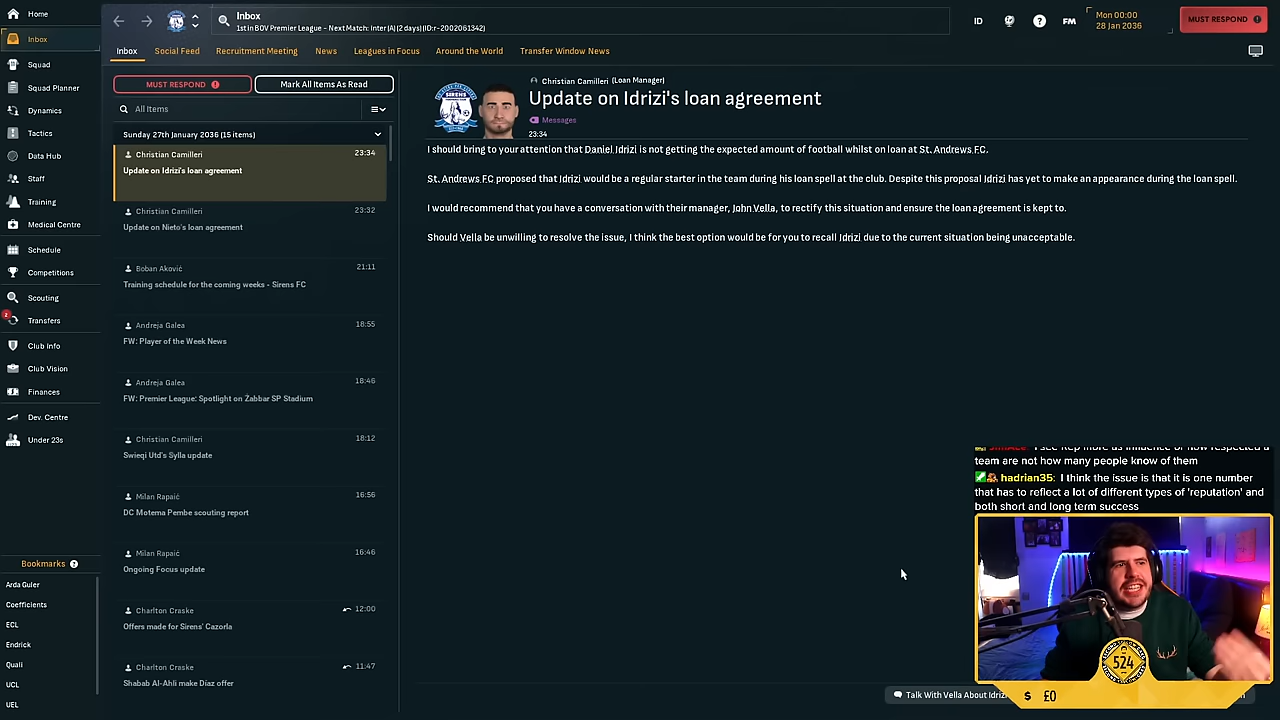 Home
Inbox
1st in BOV Premier League - Next Match: Inter (A) (2 days) (ID:r-2002061342)
ID
FM
Mon 00:00
28 Jan 2036
MUST RESPOND
Inbox
Inbox
Social Feed
Recruitment Meeting
News
Leagues in Focus
Around the World
Transfer Window News
Squad
Squad Planner
Dynamics
Tactics
Data Hub
Staff
Training
Medical Centre
Schedule
Competitions
Scouting
2
Transfers
Club Info
Club Vision
Finances
Dev. Centre
Under 23s
Bookmarks ?
Arda Guler
Coefficients
ECL
Endrick
Quali
UCL
UEL
MUST RESPOND
Mark All Items As Read
All Items
Sunday 27th January 2036 (15 items)
Christian Camilleri 23:34
Update on Idrizi's loan agreement
Christian Camilleri 23:32
Update on Nieto's loan agreement
Boban Aković 21:11
Training schedule for the coming weeks - Sirens FC
Andreja Galea 18:55
FW: Player of the Week News
Andreja Galea 18:46
FW: Premier League: Spotlight on Żabbar SP Stadium
Christian Camilleri 18:12
Swieqi Utd's Sylla update
Milan Rapaić 16:56
DC Motema Pembe scouting report
Milan Rapaić 16:46
Ongoing Focus update
Charlton Craske 12:00
Offers made for Sirens' Cazorla
Charlton Craske 11:47
Shabab Al-Ahli make Díaz offer
SIRENS
Christian Camilleri (Loan Manager)
Update on Idrizi's loan agreement
Messages
23:34
I should bring to your attention that Daniel Idrizi is not getting the expected amount of football whilst on loan at St. Andrews FC.
St. Andrews FC proposed that Idrizi would be a regular starter in the team during his loan spell at the club. Despite this proposal Idrizi has yet to make an appearance during the loan spell.
I would recommend that you have a conversation with their manager, John Vella, to rectify this situation and ensure the loan agreement is kept to.
Should Vella be unwilling to resolve the issue, I think the best option would be for you to recall Idrizi due to the current situation being unacceptable.
team are not how many people know of them
hadrian35: I think the issue is that it is one number
that has to reflect a lot of different types of 'reputation' and
both short and long term success
524
Talk With Vella About Idriz
$ £0